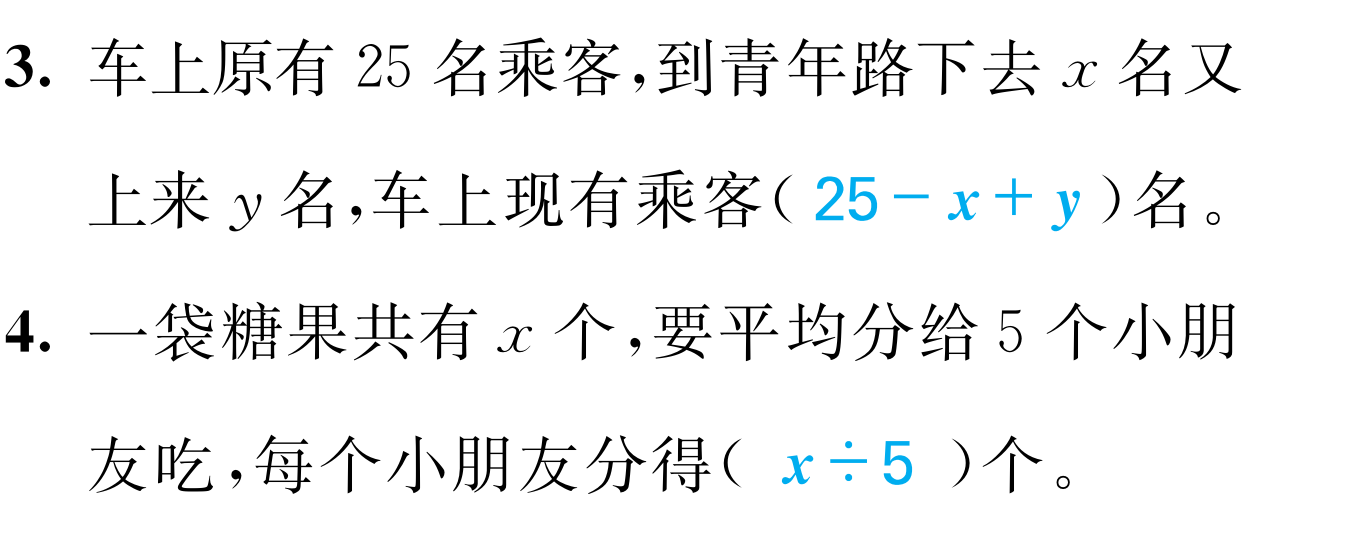 3. 车上原有 25 名乘客,到青年路下去 x 名又
上来 y 名,车上现有乘客( 25－x＋y )名。
4. 一袋糖果共有 x 个,要平均分给 5 个小朋
友吃,每个小朋友分得( x÷5 )个。